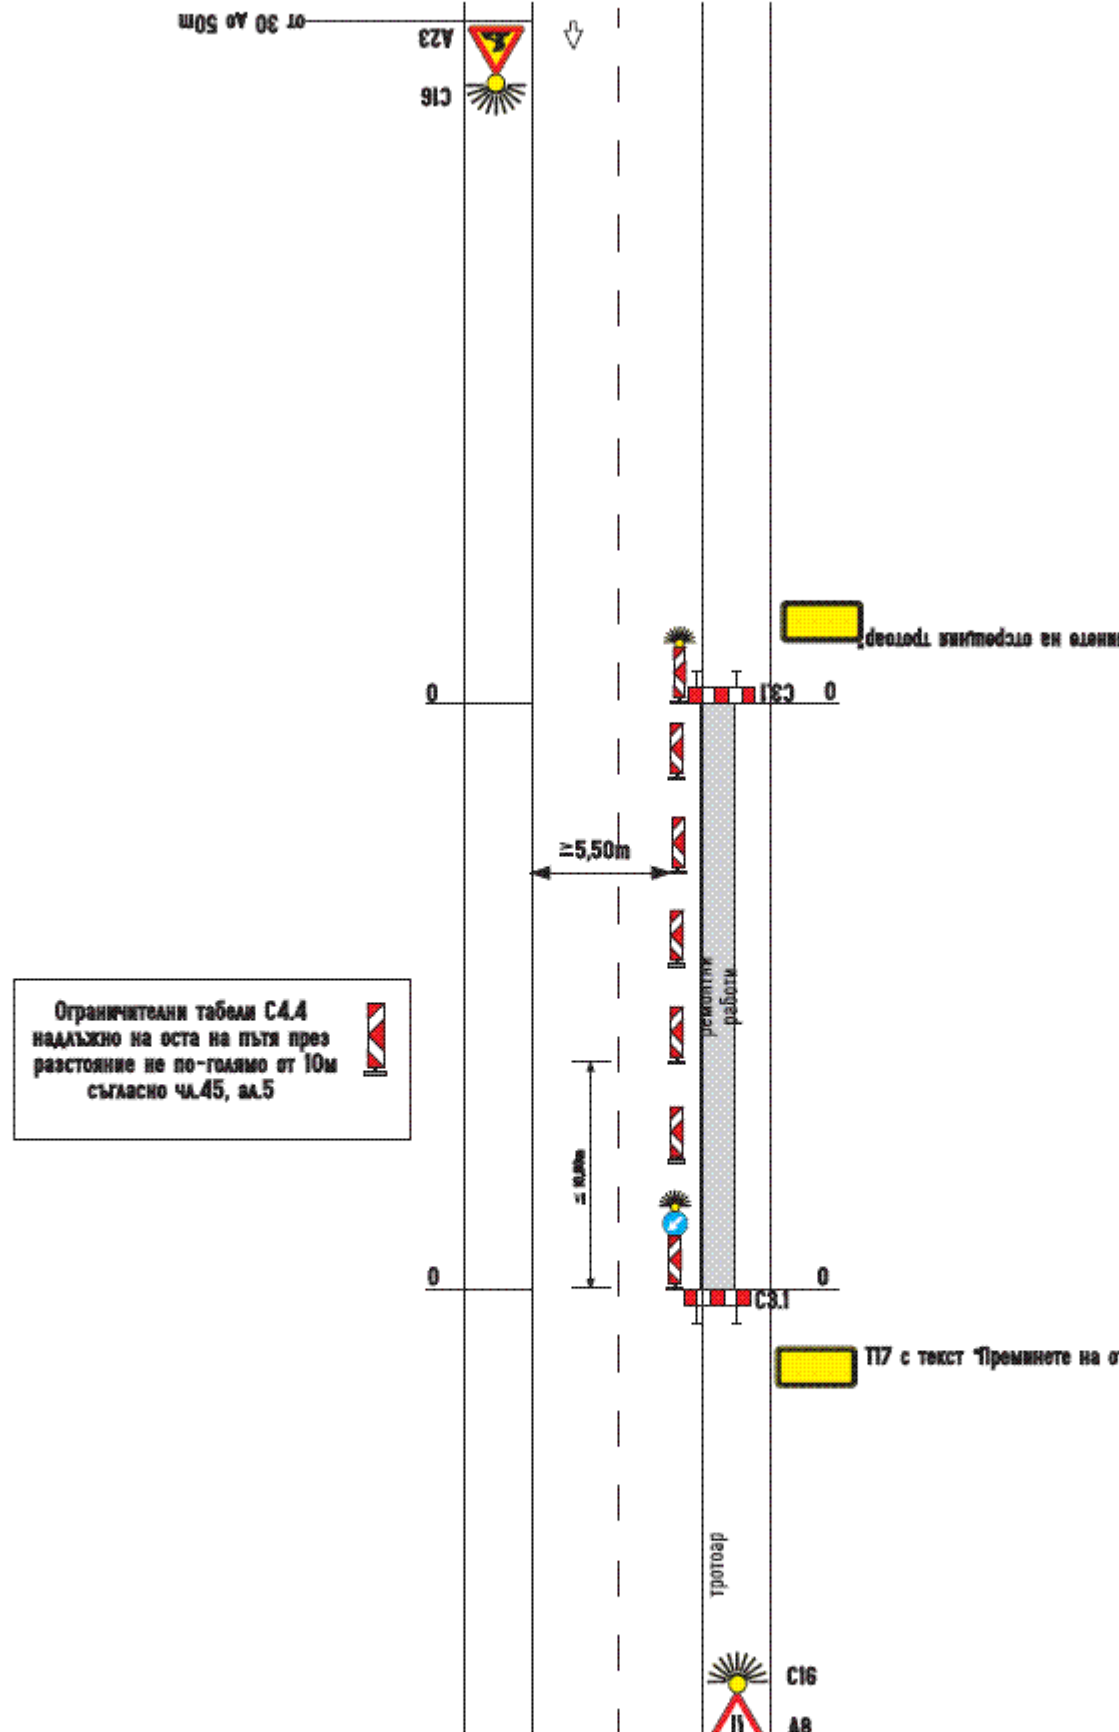 от 30 до 50m
A23
C16
отсрещния тротоар"
0
C3.1
0
≥5,50m
ремонтни
работи
Ограничителни табели C4.4
надлъжно на оста на пътя през
разстояние не по-голямо от 10м
съгласно чл.45, ал.5
≤ 10,00m
0
0
C3.1
T17 с текст "Преминете на
тротоар
C16
A8